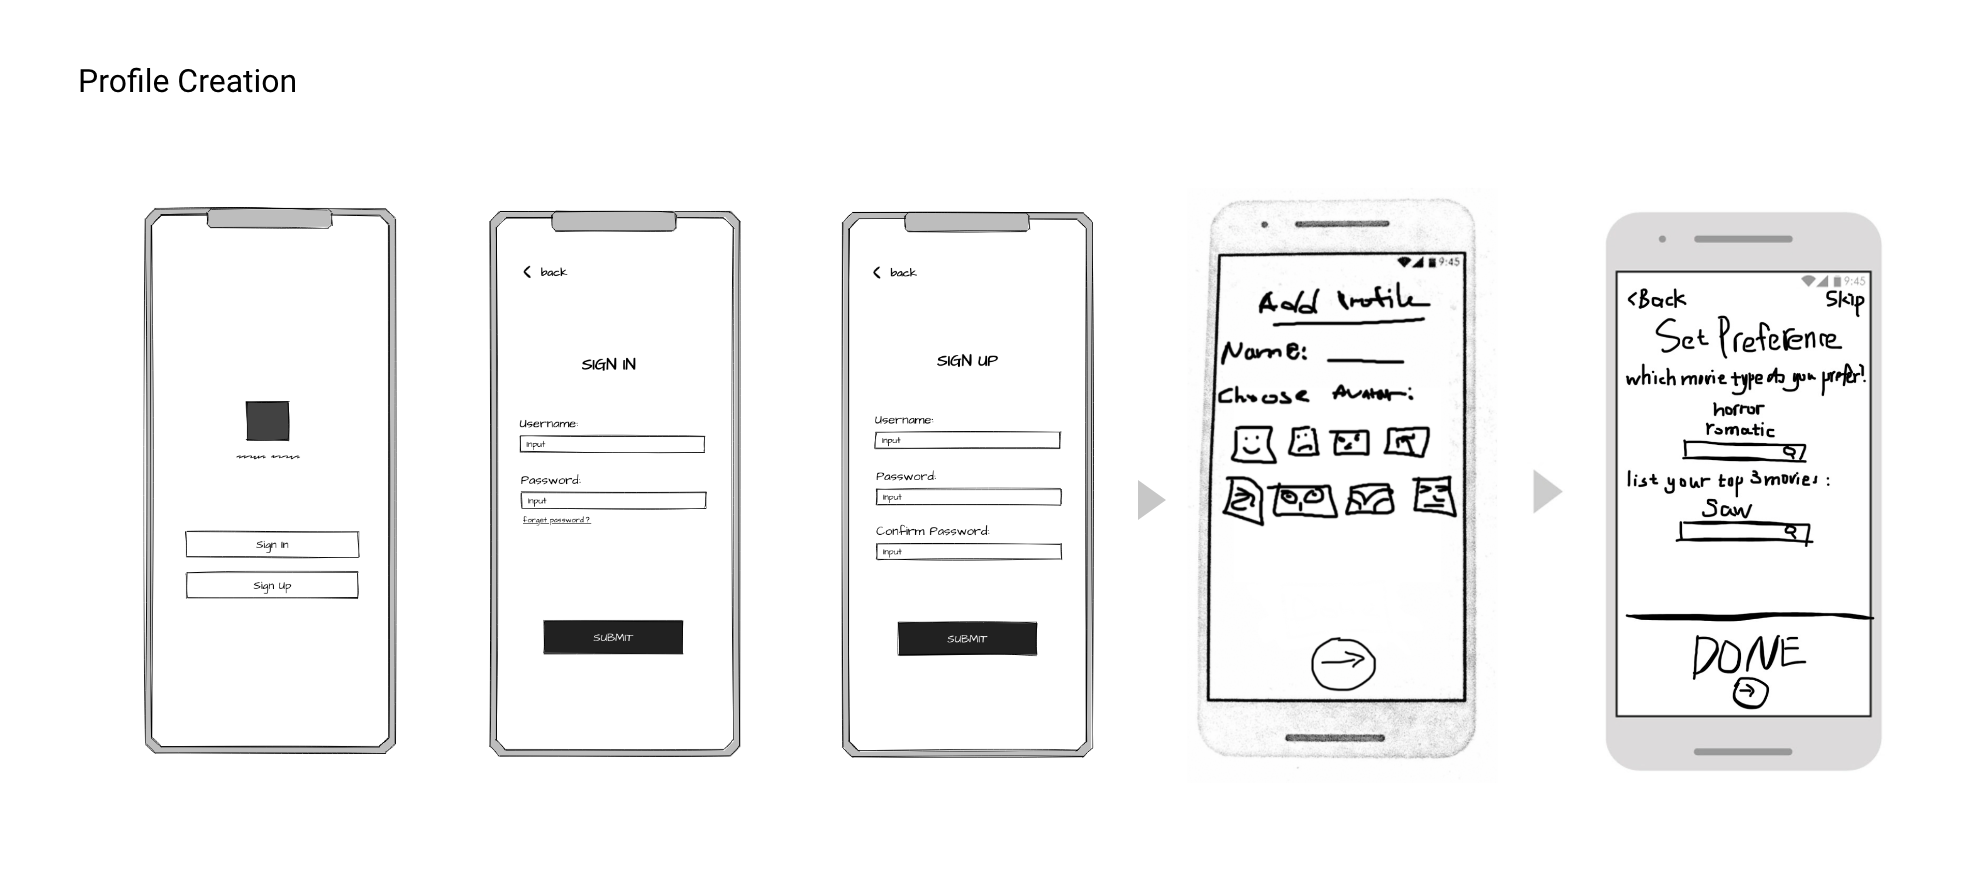 Profile Creation
Sign In
Sign Up
back
SIGN IN
Username:
input
Password:
input
forget password?
SUBMIT
back
SIGN UP
Username:
input
Password:
input
Confirm Password:
input
SUBMIT
9:45
Add Profile
Name:
Choose Avatar:
9:45
<Back Skip
Set Preference
which movie type do you prefer?
horror
romatic
list your top 3 movies:
Saw
DONE